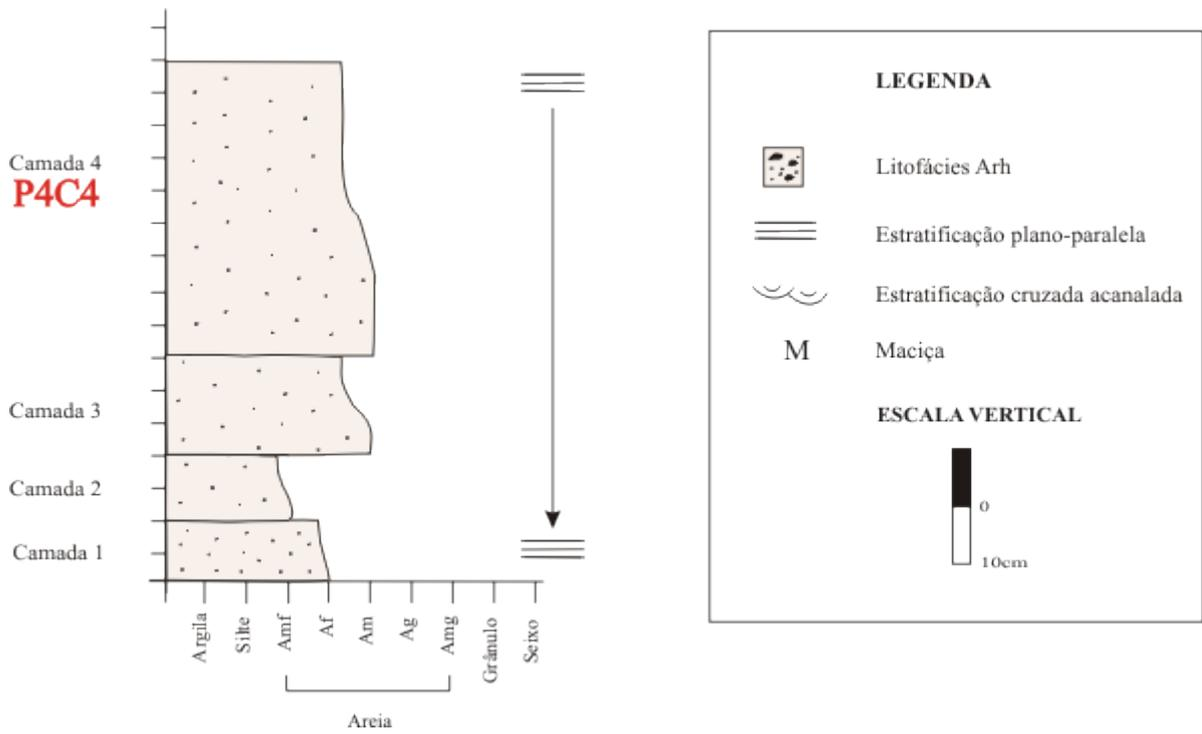 Camada 4
P4C4
Camada 3
Camada 2
Camada 1
Argila
Silte
Amf
Af
Am
Ag
Amg
Grânulo
Seixo
Areia
LEGENDA
Litofácies Arh
Estratificação plano-paralela
Estratificação cruzada acanalada
M Maciça
ESCALA VERTICAL
0
10cm